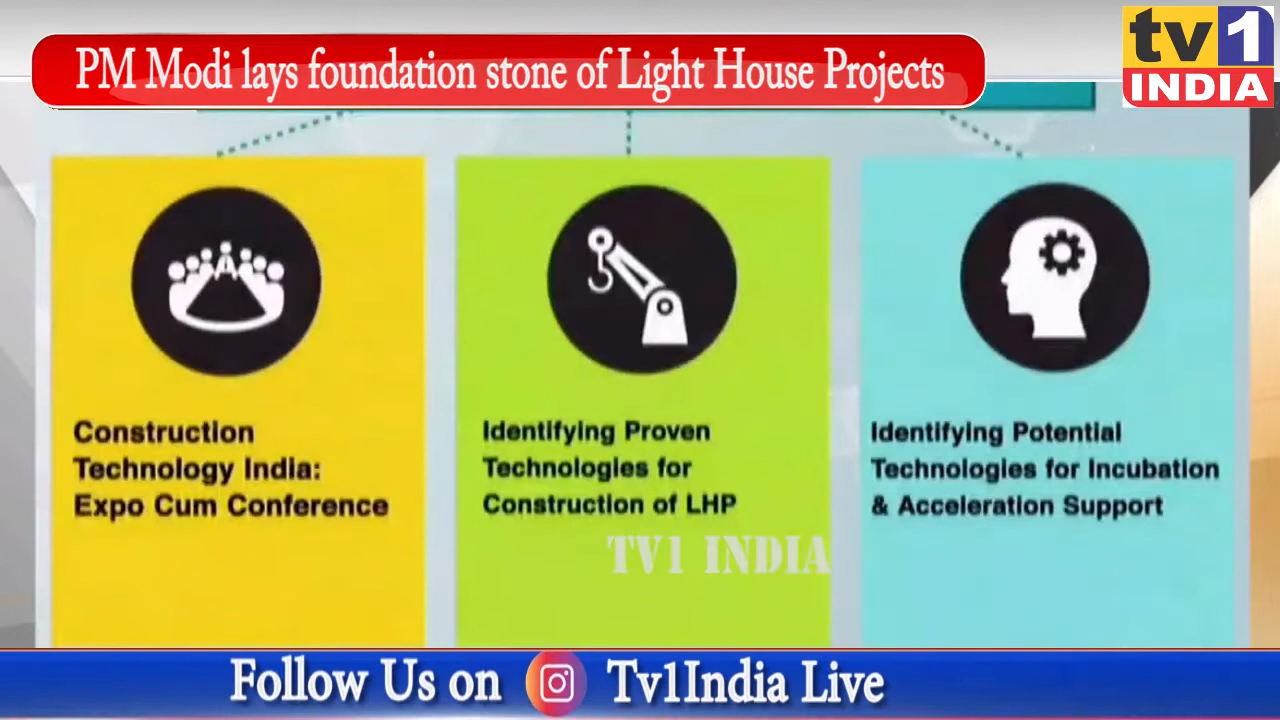 PM Modi lays foundation stone of Light House Projects
tv1
INDIA
Construction
Technology India:
Expo Cum Conference
Identifying Proven
Technologies for
Construction of LHP
Identifying Potential
Technologies for Incubation
& Acceleration Support
TV1 INDIA
Follow Us on Tv1India Live